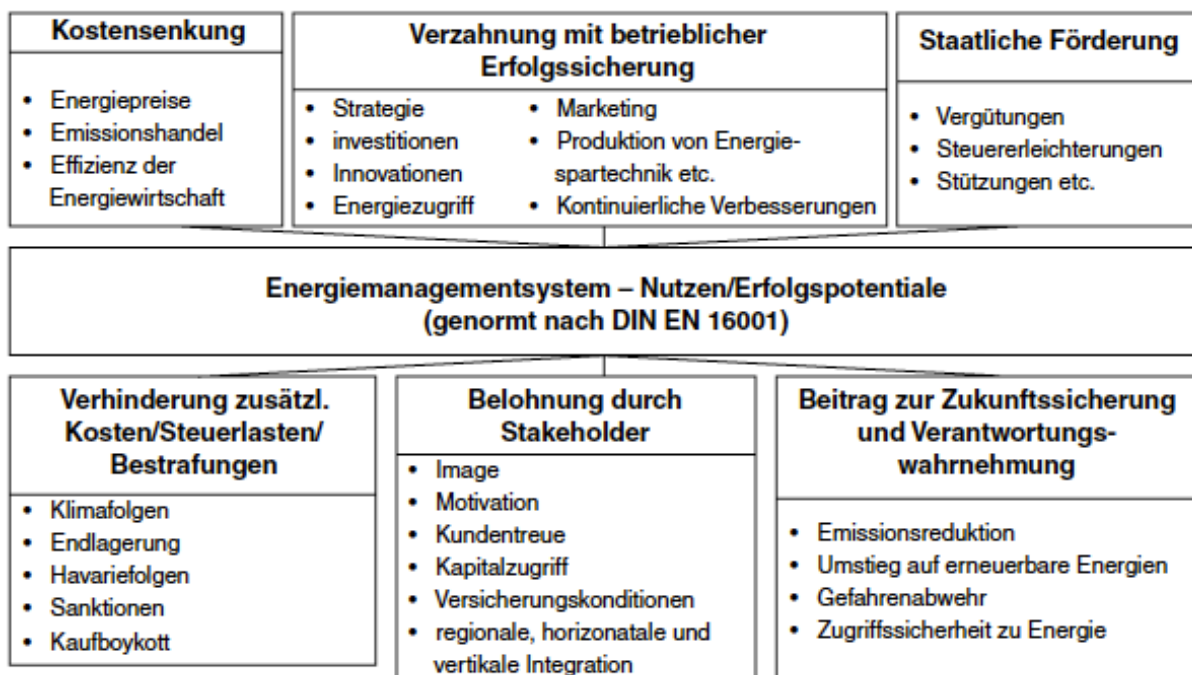 Kostensenkung
• Energiepreise
• Emissionshandel
• Effizienz der
Energiewirtschaft
Verzahnung mit betrieblicher
Erfolgssicherung
• Strategie
• investitionen
• Innovationen
• Energiezugriff
• Marketing
• Produktion von Energie-
spartechnik etc.
• Kontinuierliche Verbesserungen
Staatliche Förderung
• Vergütungen
• Steuererleichterungen
• Stützungen etc.
Energiemanagementsystem – Nutzen/Erfolgspotentiale
(genormt nach DIN EN 16001)
Verhinderung zusätzl.
Kosten/Steuerlasten/
Bestrafungen
• Klimafolgen
• Endlagerung
• Havariefolgen
• Sanktionen
• Kaufboykott
Belohnung durch
Stakeholder
• Image
• Motivation
• Kundentreue
• Kapitalzugriff
• Versicherungskonditionen
• regionale, horizonatale und
vertikale Integration
Beitrag zur Zukunftssicherung
und Verantwortungs-
wahrnehmung
• Emissionsreduktion
• Umstieg auf erneuerbare Energien
• Gefahrenabwehr
• Zugriffssicherheit zu Energie